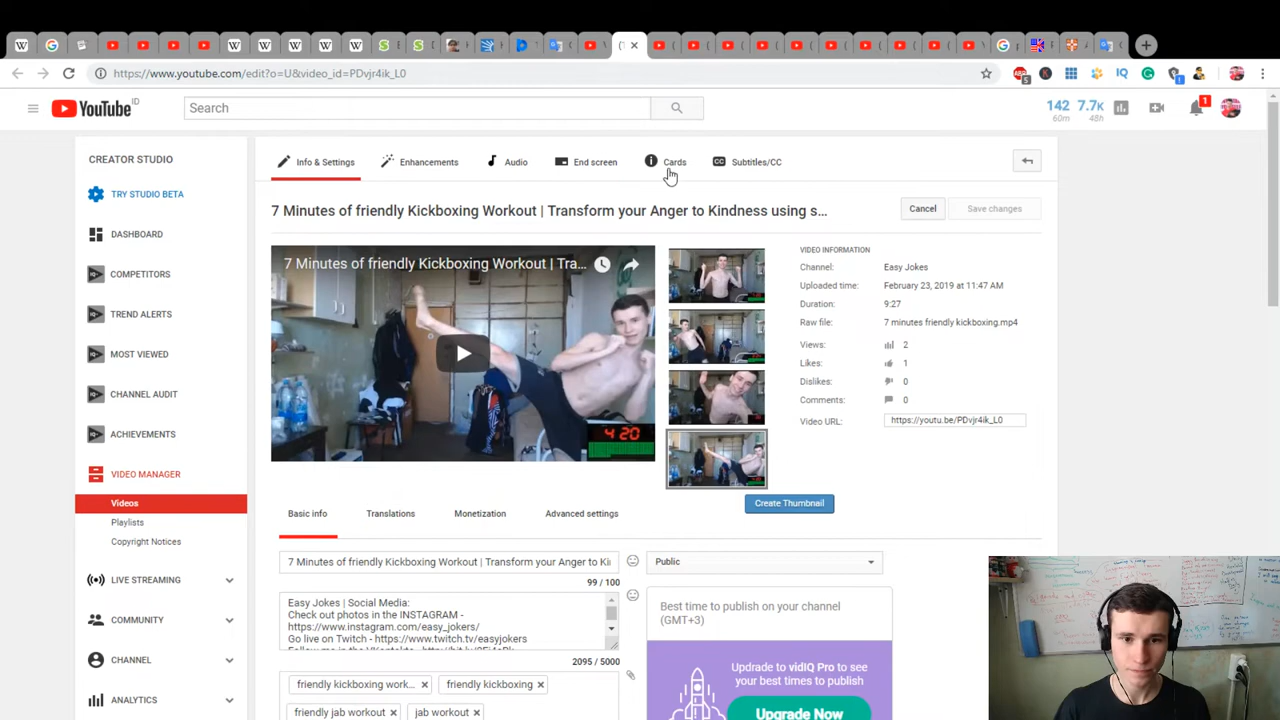 https://www.youtube.com/edit?o=U&video_id=PDvjr4ik_L0
YouTube ID
Search
142 60m
7.7K 48h
1
CREATOR STUDIO
TRY STUDIO BETA
DASHBOARD
COMPETITORS
TREND ALERTS
MOST VIEWED
CHANNEL AUDIT
ACHIEVEMENTS
VIDEO MANAGER
Videos
Playlists
Copyright Notices
LIVE STREAMING
COMMUNITY
CHANNEL
ANALYTICS
Info & Settings
Enhancements
Audio
End screen
Cards
Subtitles/CC
7 Minutes of friendly Kickboxing Workout | Transform your Anger to Kindness using s...
Cancel
Save changes
7 Minutes of friendly Kickboxing Workout | Tra...
4 20
VIDEO INFORMATION
Channel: Easy Jokes
Uploaded time: February 23, 2019 at 11:47 AM
Duration: 9:27
Raw file: 7 minutes friendly kickboxing.mp4
Views: 2
Likes: 1
Dislikes: 0
Comments: 0
Video URL: https://youtu.be/PDvjr4ik_L0
Create Thumbnail
Basic info
Translations
Monetization
Advanced settings
7 Minutes of friendly Kickboxing Workout | Transform your Anger to Ki
99 / 100
Easy Jokes | Social Media:
Check out photos in the INSTAGRAM -
https://www.instagram.com/easy_jokers/
Go live on Twitch - https://www.twitch.tv/easyjokers
2095 / 5000
friendly kickboxing work...
friendly kickboxing
friendly jab workout
jab workout
Public
Best time to publish on your channel
(GMT+3)
Upgrade to vidIQ Pro to see
your best times to publish
Upgrade Now